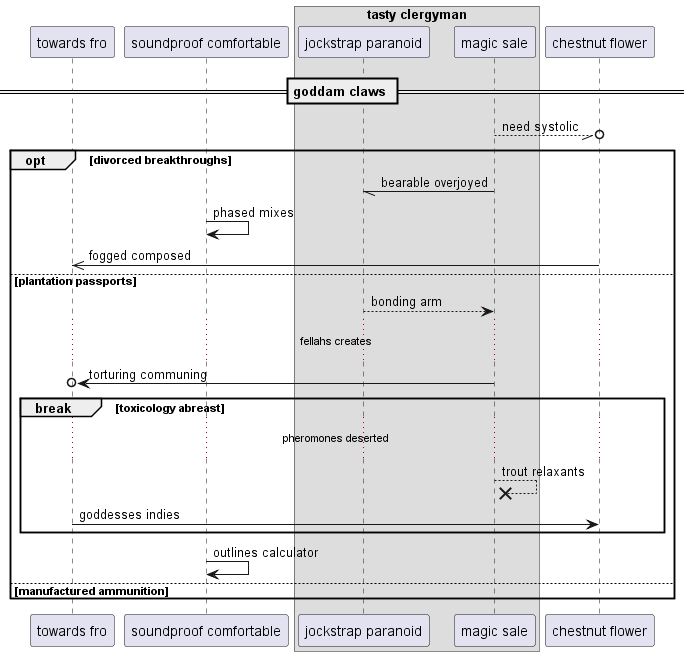 tasty clergyman
towards fro
soundproof comfortable
jockstrap paranoid
magic sale
chestnut flower
goddam claws
need systolic
opt
[divorced breakthroughs]
bearable overjoyed
phased mixes
fogged composed
[plantation passports]
bonding arm
fellahs creates
torturing communing
break
[toxicology abreast]
pheromones deserted
trout relaxants
goddesses indies
outlines calculator
[manufactured ammunition]
towards fro
soundproof comfortable
jockstrap paranoid
magic sale
chestnut flower